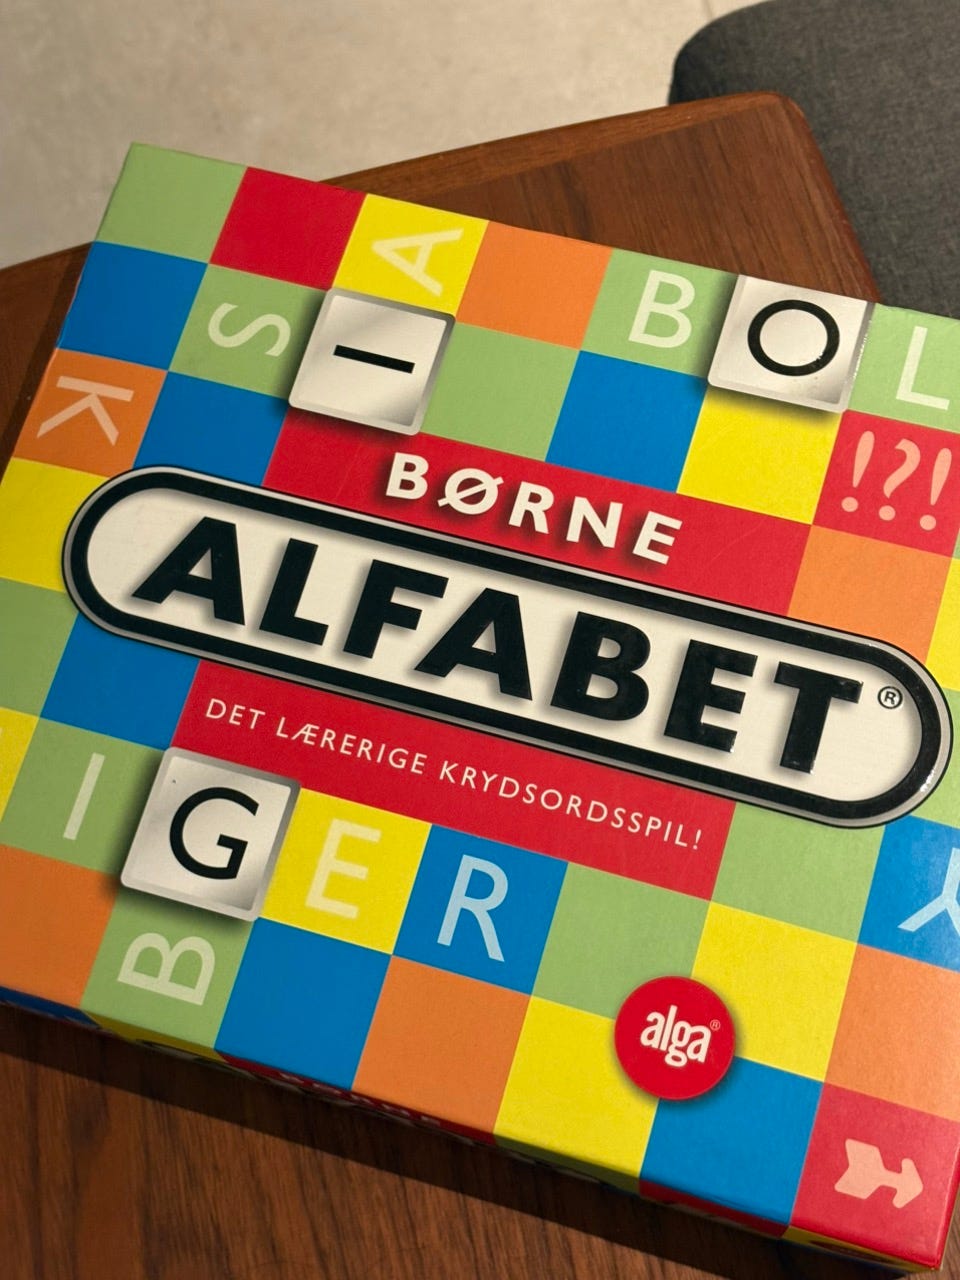 A
S
I
B O L
K
!?!
BØRNE
ALFABET®
DET LÆRERIGE KRYDSORDSSPIL!
I G E R
Y
B
alga®